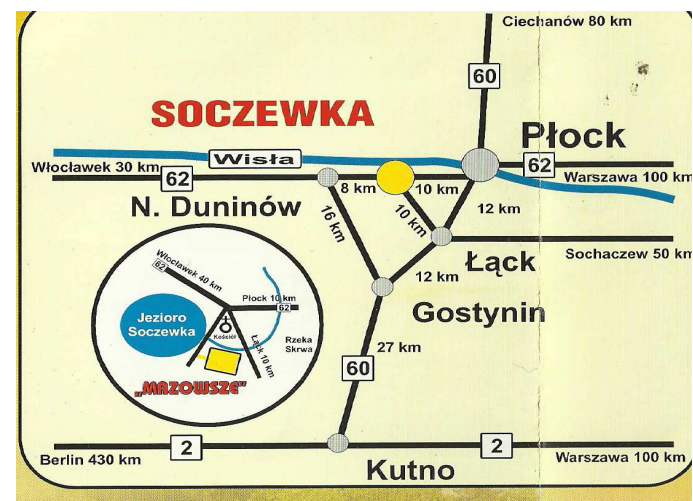 Ciechanów 80 km
60
SOCZEWKA
Płock
Wisła
Włocławek 30 km
62
62
Warszawa 100 km
8 km
10 km
N. Duninów
16 km
10 km
12 km
Łąck
Sochaczew 50 km
12 km
Gostynin
Włocławek 40 km
62
Płock 10 km
62
Jezioro
Soczewka
Kościół
Łąck 10 km
Rzeka
Skrwa
„MAZOWSZE”
27 km
60
2
2
Berlin 430 km
Kutno
Warszawa 100 km